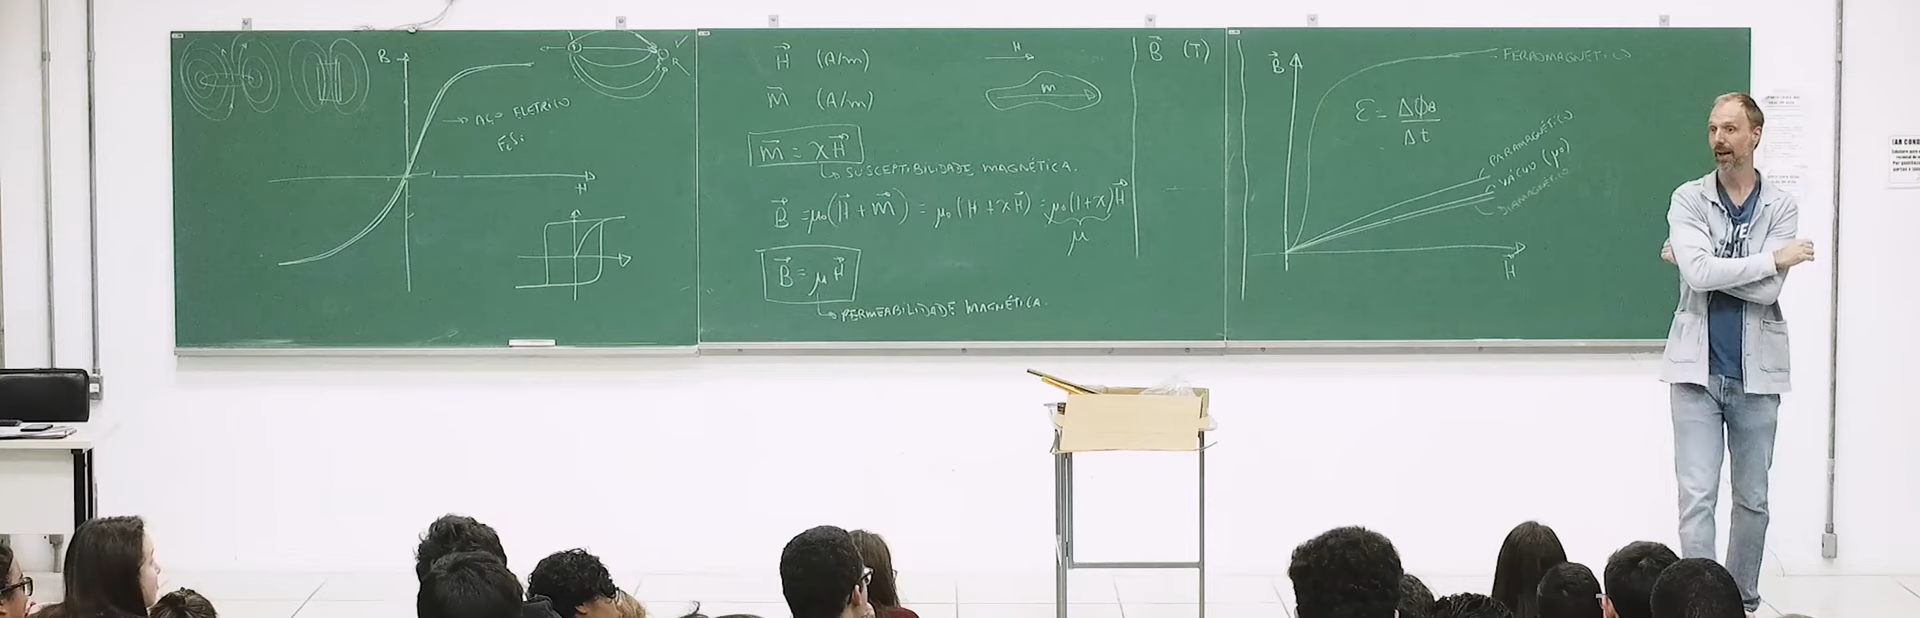 B
AÇO ELETRICO
FeSi
H
H⃗ (A/m)
H
m⃗ (A/m)
m
m⃗ = χH⃗
↳ SUSCEPTIBILIDADE MAGNÉTICA.
B⃗ = μ₀(H⃗ + m⃗) = μ₀(H + χH⃗) = μ₀(1+χ)H⃗
μ
B⃗ = μH⃗
↳ PERMEABILIDADE MAGNÉTICA.
B⃗ (T)
B⃗
FERROMAGNÉTICO
ε = ΔϕB
Δt
PARAMAGNÉTICO
VÁCUO (μ₀)
DIAMAGNÉTICO
H⃗